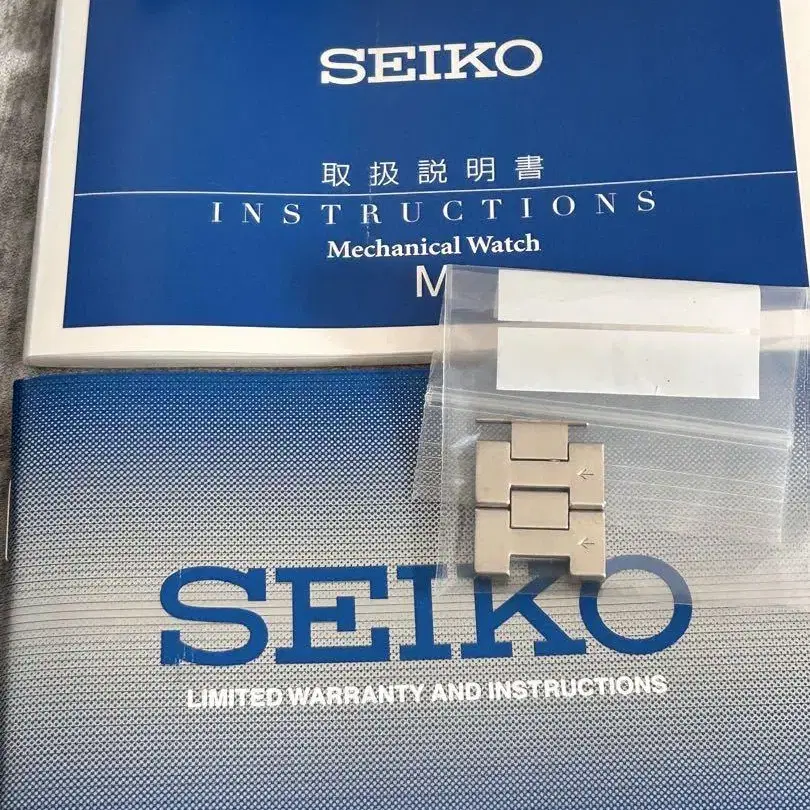 SEIKO
取扱説明書
INSTRUCTIONS
Mechanical Watch
M
SEIKO
LIMITED WARRANTY AND INSTRUCTIONS